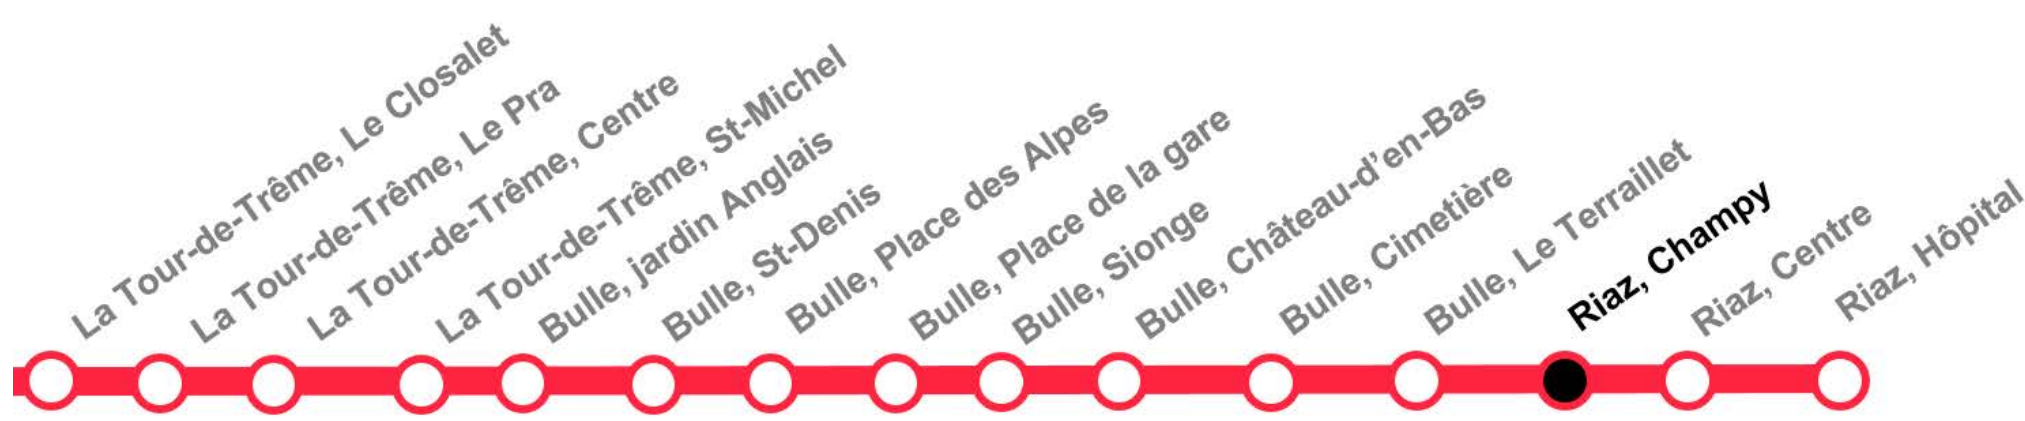 La Tour-de-Trême, Le Closalet
La Tour-de-Trême, Le Pra
La Tour-de-Trême, Centre
La Tour-de-Trême, St-Michel
Bulle, jardin Anglais
Bulle, St-Denis
Bulle, Place des Alpes
Bulle, Place de la gare
Bulle, Sionge
Bulle, Château-d'en-Bas
Bulle, Cimetière
Bulle, Le Terraillet
Riaz, Champy
Riaz, Centre
Riaz, Hôpital